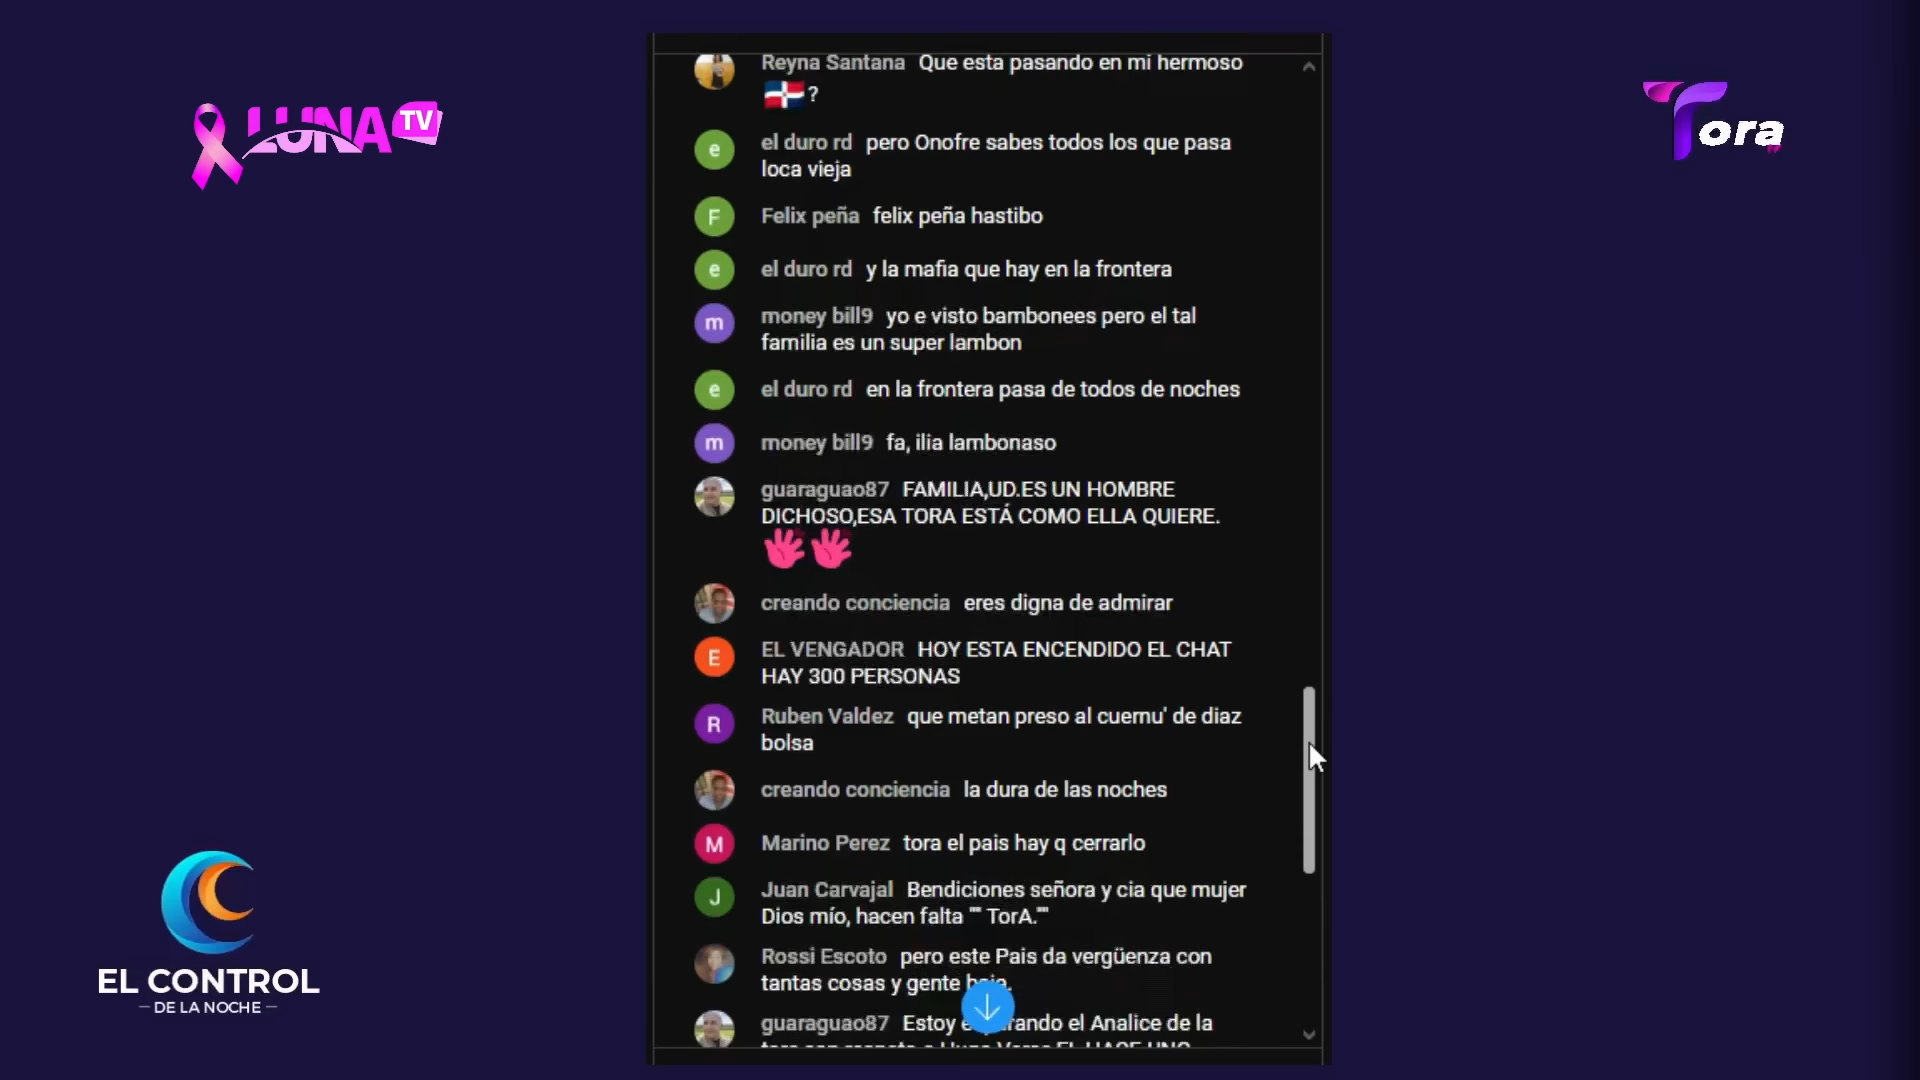 LUNA TV
Tora
Reyna Santana Que esta pasando en mi hermoso
?
e el duro rd pero Onofre sabes todos los que pasa
loca vieja
F Felix peña felix peña hastibo
e el duro rd y la mafia que hay en la frontera
m money bill9 yo e visto bambonees pero el tal
familia es un super lambon
e el duro rd en la frontera pasa de todos de noches
m money bill9 fa, ilia lambonaso
guaraguao87 FAMILIA,UD.ES UN HOMBRE
DICHOSO,ESA TORA ESTÁ COMO ELLA QUIERE.
creando conciencia eres digna de admirar
E EL VENGADOR HOY ESTA ENCENDIDO EL CHAT
HAY 300 PERSONAS
R Ruben Valdez que metan preso al cuernu' de diaz
bolsa
creando conciencia la dura de las noches
M Marino Perez tora el pais hay q cerrarlo
J Juan Carvajal Bendiciones señora y cia que mujer
Dios mío, hacen falta "" TorA.""
Rossi Escoto pero este Pais da vergüenza con
tantas cosas y gente
guaraguao87 Estoy el Analice de la
EL CONTROL
DE LA NOCHE